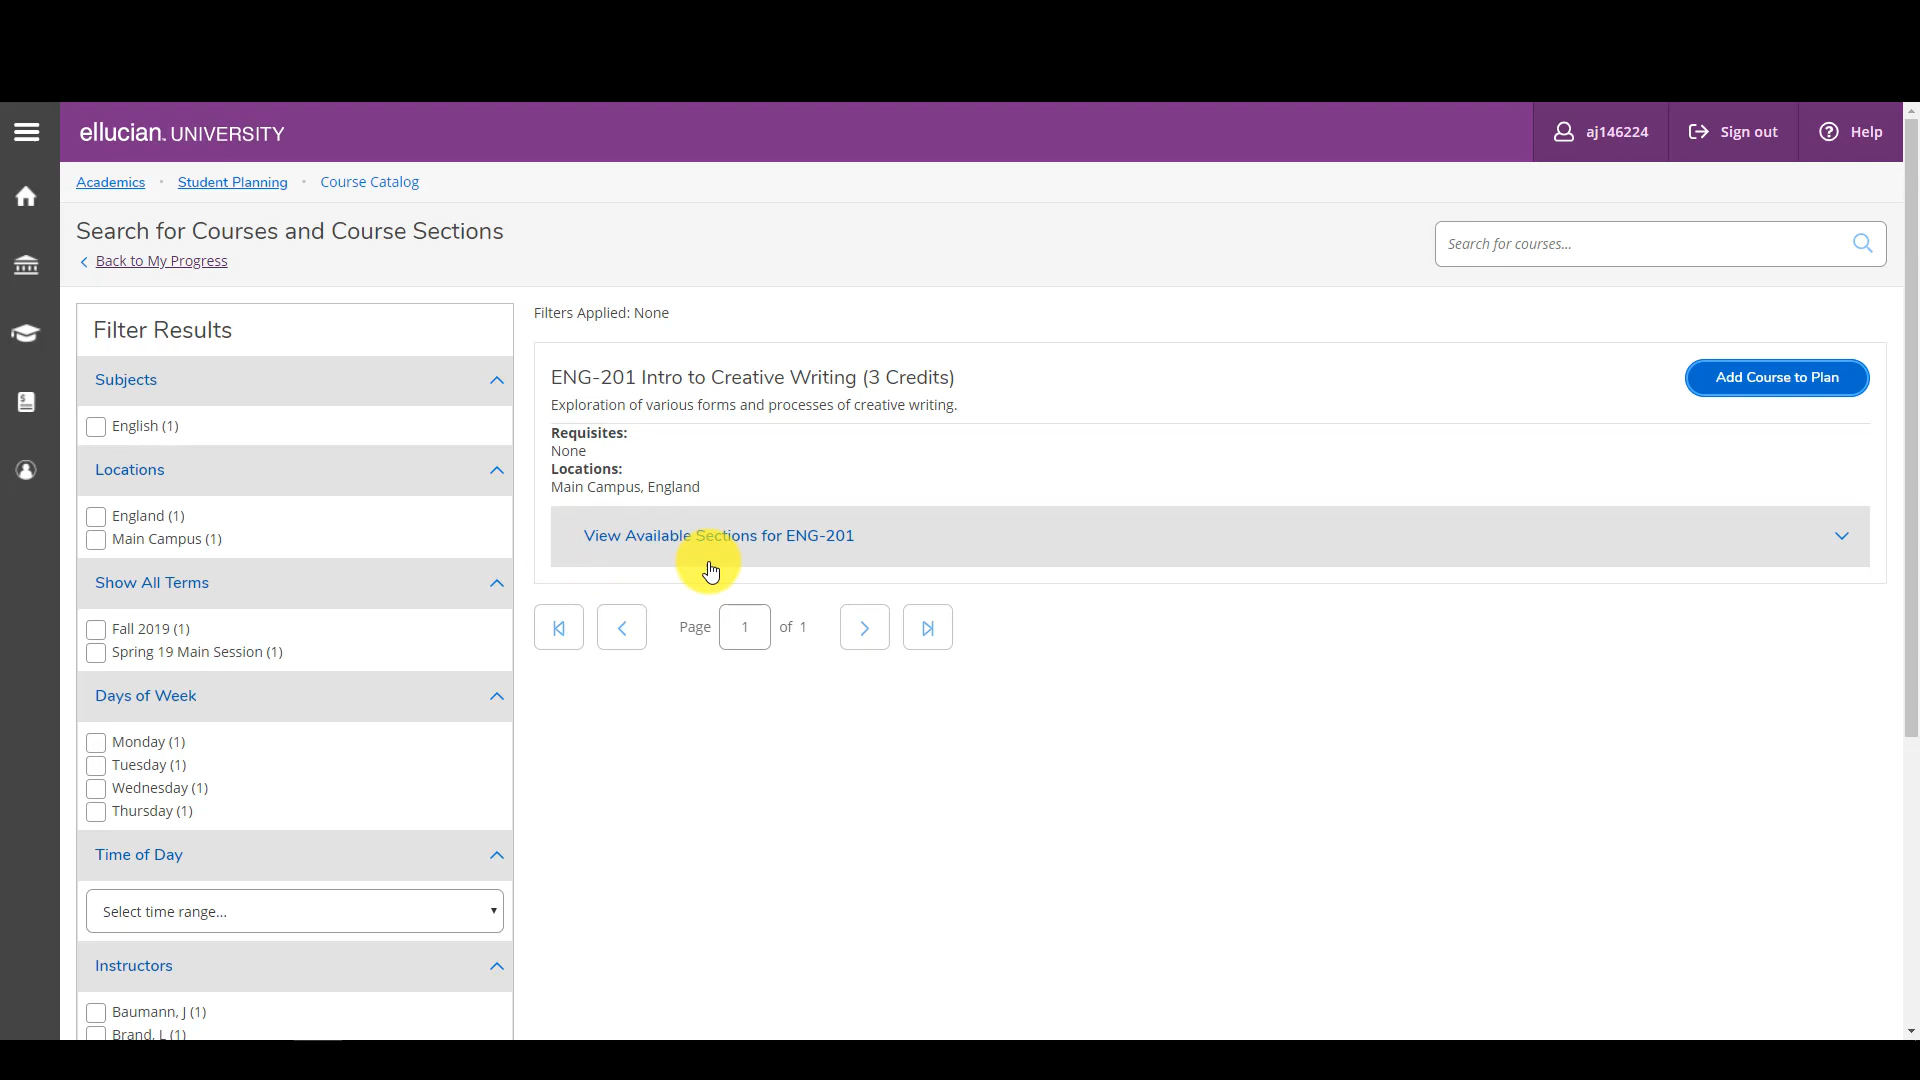 ellucian. UNIVERSITY
aj146224
Sign out
Help
Academics · Student Planning · Course Catalog
Search for Courses and Course Sections
Back to My Progress
Search for courses...
Filter Results
Filters Applied: None
Subjects
English (1)
Locations
England (1)
Main Campus (1)
Show All Terms
Fall 2019 (1)
Spring 19 Main Session (1)
Days of Week
Monday (1)
Tuesday (1)
Wednesday (1)
Thursday (1)
Time of Day
Select time range...
Instructors
Baumann, J (1)
Brand, L (1)
ENG-201 Intro to Creative Writing (3 Credits)
Add Course to Plan
Exploration of various forms and processes of creative writing.
Requisites:
None
Locations:
Main Campus, England
View Available Sections for ENG-201
Page 1 of 1